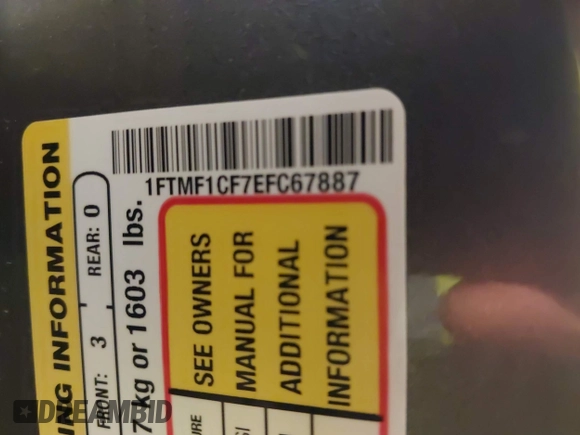 1FTMF1CF7EFC67887
ING INFORMATION
FRONT: 3 REAR: 0
kg or 1603 lbs.
SEE OWNERS
MANUAL FOR
ADDITIONAL
INFORMATION
DREAMBID